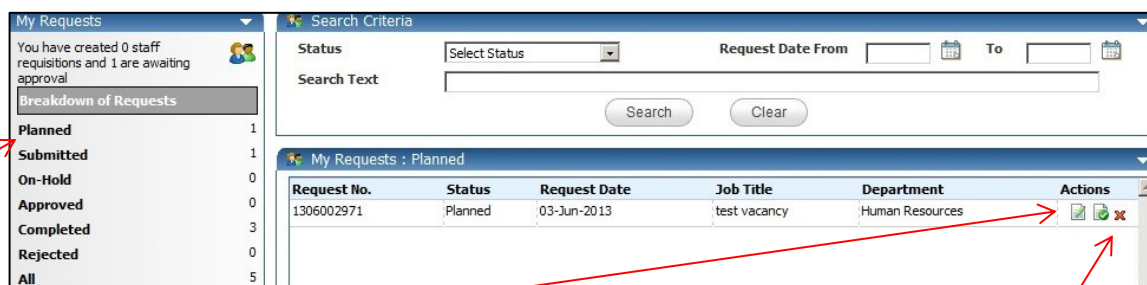 My Requests
You have created 0 staff
requisitions and 1 are awaiting
approval
Breakdown of Requests
Planned 1
Submitted 1
On-Hold 0
Approved 0
Completed 3
Rejected 0
All 5
Search Criteria
Status Select Status Request Date From To
Search Text
Search Clear
My Requests : Planned
Request No. Status Request Date Job Title Department Actions
1306002971 Planned 03-Jun-2013 test vacancy Human Resources